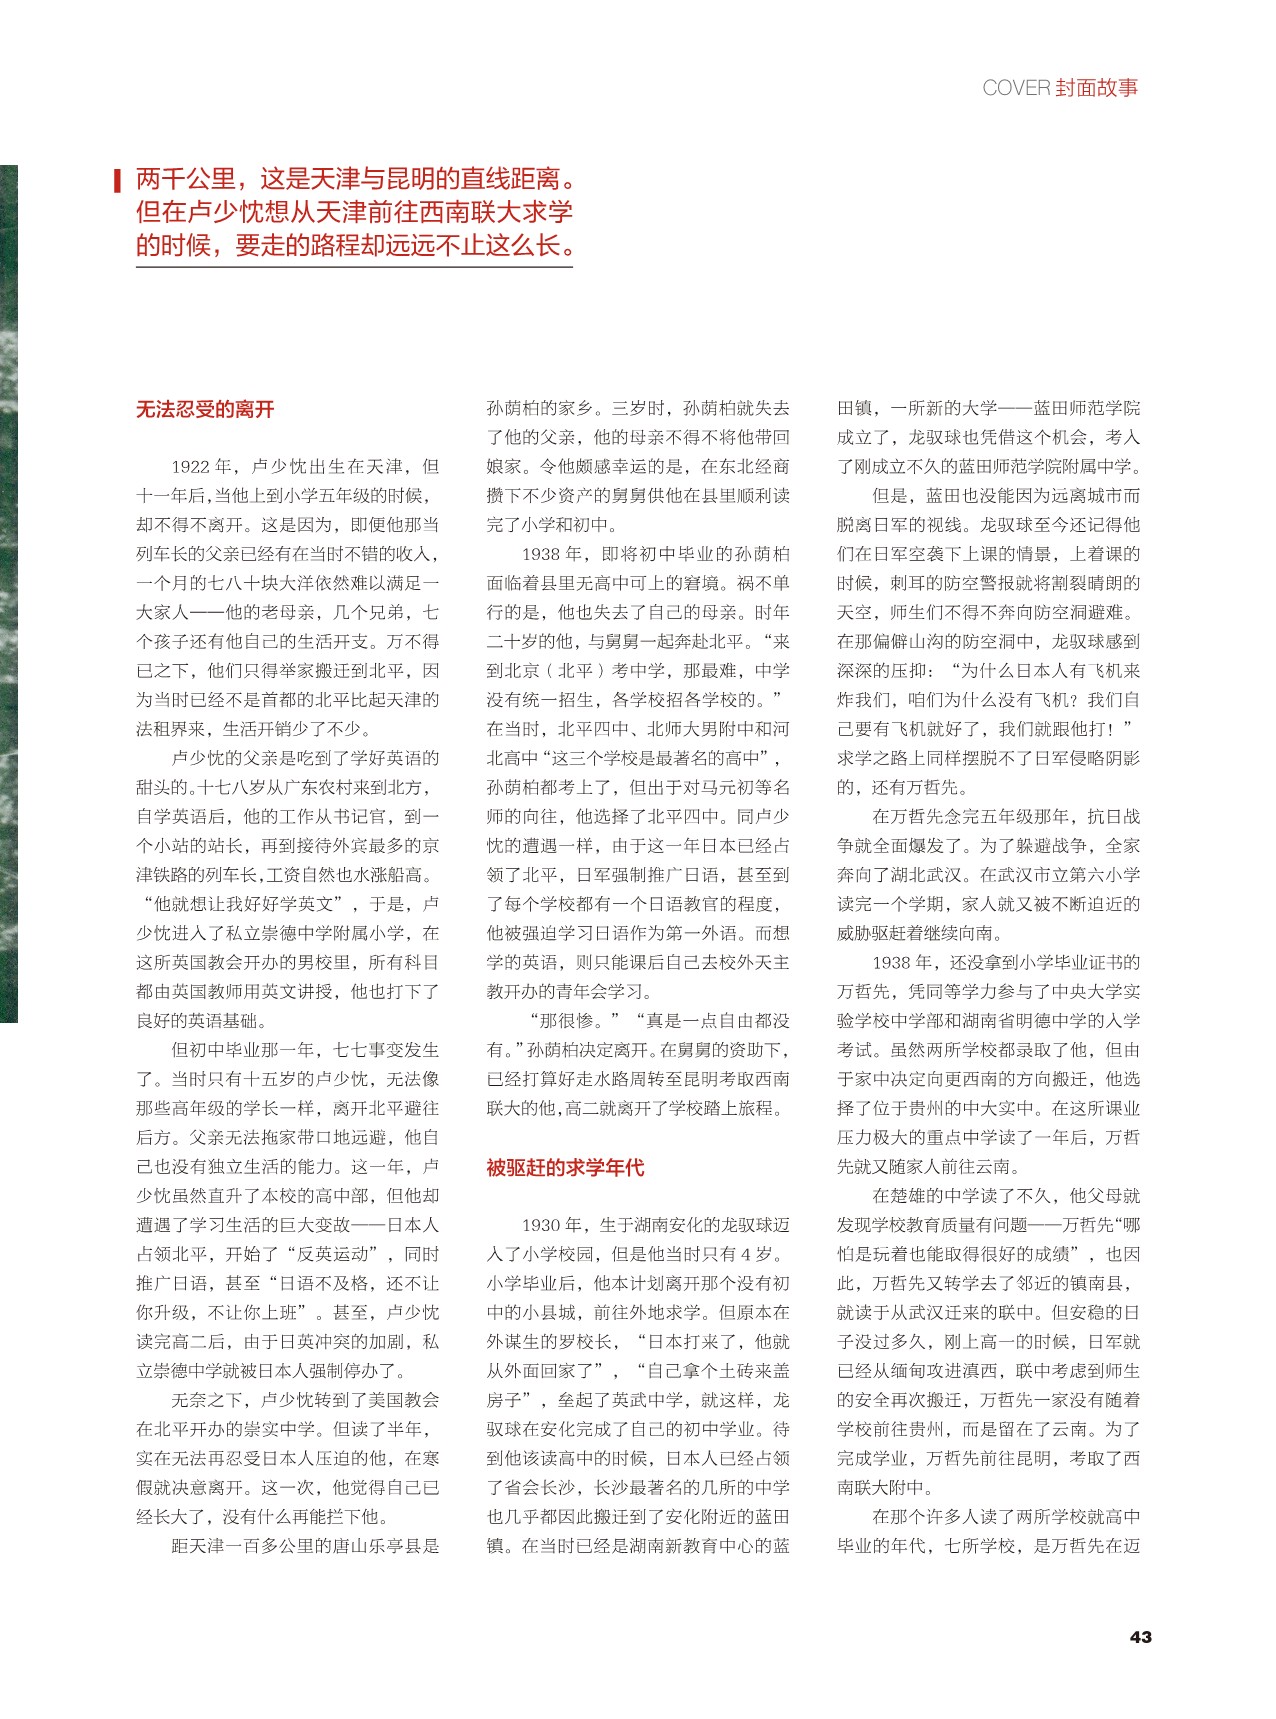 COVER 封面故事
两千公里，这是天津与昆明的直线距离。
但在卢少忱想从天津前往西南联大求学
的时候，要走的路程却远远不止这么长。
无法忍受的离开
1922 年，卢少忱出生在天津，但
十一年后，当他上到小学五年级的时候，
却不得不离开。这是因为，即便他那当
列车长的父亲已经有在当时不错的收入，
一个月的七八十块大洋依然难以满足一
大家人——他的老母亲，几个兄弟，七
个孩子还有他自己的生活开支。万不得
已之下，他们只得举家搬迁到北平，因
为当时已经不是首都的北平比起天津的
法租界来，生活开销少了不少。
卢少忱的父亲是吃到了学好英语的
甜头的。十七八岁从广东农村来到北方，
自学英语后，他的工作从书记官，到一
个小站的站长，再到接待外宾最多的京
津铁路的列车长，工资自然也水涨船高。
“他就想让我好好学英文”，于是，卢
少忱进入了私立崇德中学附属小学，在
这所英国教会开办的男校里，所有科目
都由英国教师用英文讲授，他也打下了
良好的英语基础。
但初中毕业那一年，七七事变发生
了。当时只有十五岁的卢少忱，无法像
那些高年级的学长一样，离开北平避往
后方。父亲无法拖家带口地远避，他自
己也没有独立生活的能力。这一年，卢
少忱虽然直升了本校的高中部，但他却
遭遇了学习生活的巨大变故——日本人
占领北平，开始了“反英运动”，同时
推广日语，甚至“日语不及格，还不让
你升级，不让你上班”。甚至，卢少忱
读完高二后，由于日英冲突的加剧，私
立崇德中学就被日本人强制停办了。
无奈之下，卢少忱转到了美国教会
在北平开办的崇实中学。但读了半年，
实在无法再忍受日本人压迫的他，在寒
假就决意离开。这一次，他觉得自己已
经长大了，没有什么再能拦下他。
距天津一百多公里的唐山乐亭县是
孙荫柏的家乡。三岁时，孙荫柏就失去
了他的父亲，他的母亲不得不将他带回
娘家。令他颇感幸运的是，在东北经商
攒下不少资产的舅舅供他在县里顺利读
完了小学和初中。
1938 年，即将初中毕业的孙荫柏
面临着县里无高中可上的窘境。祸不单
行的是，他也失去了自己的母亲。时年
二十岁的他，与舅舅一起奔赴北平。“来
到北京（北平）考中学，那最难，中学
没有统一招生，各学校招各学校的。”
在当时，北平四中、北师大男附中和河
北高中“这三个学校是最著名的高中”，
孙荫柏都考上了，但出于对马元初等名
师的向往，他选择了北平四中。同卢少
忱的遭遇一样，由于这一年日本已经占
领了北平，日军强制推广日语，甚至到
了每个学校都有一个日语教官的程度，
他被强迫学习日语作为第一外语。而想
学的英语，则只能课后自己去校外天主
教开办的青年会学习。
“那很惨。”“真是一点自由都没
有。”孙荫柏决定离开。在舅舅的资助下，
已经打算好走水路周转至昆明考取西南
联大的他，高二就离开了学校踏上旅程。
被驱赶的求学年代
1930 年，生于湖南安化的龙驭球迈
入了小学校园，但是他当时只有 4 岁。
小学毕业后，他本计划离开那个没有初
中的小县城，前往外地求学。但原本在
外谋生的罗校长，“日本打来了，他就
从外面回家了”，“自己拿个土砖来盖
房子”，垒起了英武中学，就这样，龙
驭球在安化完成了自己的初中学业。待
到他该读高中的时候，日本人已经占领
了省会长沙，长沙最著名的几所的中学
也几乎都因此搬迁到了安化附近的蓝田
镇。在当时已经是湖南新教育中心的蓝
田镇，一所新的大学——蓝田师范学院
成立了，龙驭球也凭借这个机会，考入
了刚成立不久的蓝田师范学院附属中学。
但是，蓝田也没能因为远离城市而
脱离日军的视线。龙驭球至今还记得他
们在日军空袭下上课的情景，上着课的
时候，刺耳的防空警报就将割裂晴朗的
天空，师生们不得不奔向防空洞避难。
在那偏僻山沟的防空洞中，龙驭球感到
深深的压抑：“为什么日本人有飞机来
炸我们，咱们为什么没有飞机？我们自
己要有飞机就好了，我们就跟他打！”
求学之路上同样摆脱不了日军侵略阴影
的，还有万哲先。
在万哲先念完五年级那年，抗日战
争就全面爆发了。为了躲避战争，全家
奔向了湖北武汉。在武汉市立第六小学
读完一个学期，家人就又被不断迫近的
威胁驱赶着继续向南。
1938 年，还没拿到小学毕业证书的
万哲先，凭同等学力参与了中央大学实
验学校中学部和湖南省明德中学的入学
考试。虽然两所学校都录取了他，但由
于家中决定向更西南的方向搬迁，他选
择了位于贵州的中大实中。在这所课业
压力极大的重点中学读了一年后，万哲
先就又随家人前往云南。
在楚雄的中学读了不久，他父母就
发现学校教育质量有问题——万哲先“哪
怕是玩着也能取得很好的成绩”，也因
此，万哲先又转学去了邻近的镇南县，
就读于从武汉迁来的联中。但安稳的日
子没过多久，刚上高一的时候，日军就
已经从缅甸攻进滇西，联中考虑到师生
的安全再次搬迁，万哲先一家没有随着
学校前往贵州，而是留在了云南。为了
完成学业，万哲先前往昆明，考取了西
南联大附中。
在那个许多人读了两所学校就高中
毕业的年代，七所学校，是万哲先在迈
43